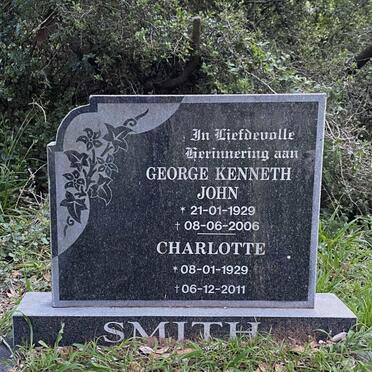 In Liefdevolle
Herinnering aan
GEORGE KENNETH
JOHN
* 21-01-1929
† 08-06-2006
CHARLOTTE
* 08-01-1929
† 06-12-2011
SMITH